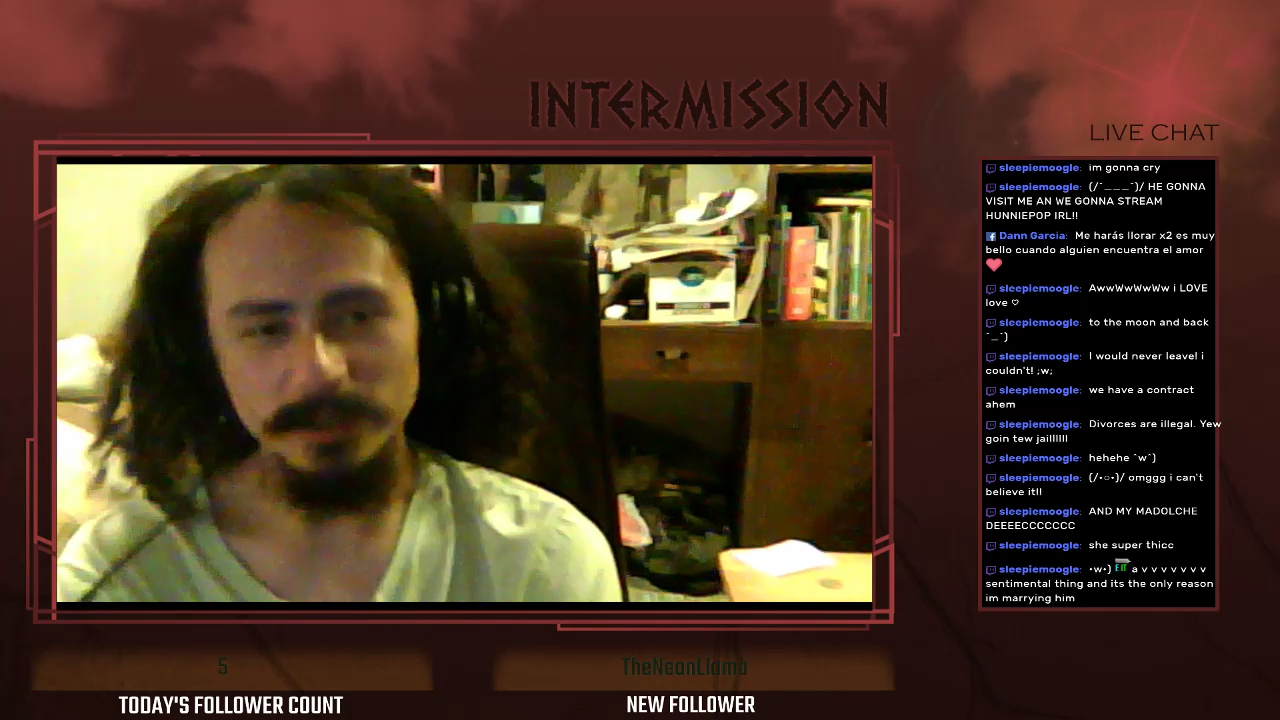 INTERMISSION
LIVE CHAT
sleepiemoogle: im gonna cry
sleepiemoogle: (/´___`)/ HE GONNA
VISIT ME AN WE GONNA STREAM
HUNNIEPOP IRL!!
Dann Garcia: Me harás llorar x2 es muy
bello cuando alguien encuentra el amor
❤
sleepiemoogle: AwwWwWwWw i LOVE
love ♡
sleepiemoogle: to the moon and back
´_`)
sleepiemoogle: I would never leave! i
couldn't! ;w;
sleepiemoogle: we have a contract
ahem
sleepiemoogle: Divorces are illegal. Yew
goin tew jailllllll
sleepiemoogle: hehehe ˆwˆ)
sleepiemoogle: (/•○•)/ omggg i can't
believe it!!
sleepiemoogle: AND MY MADOLCHE
DEEEECCCCCCC
sleepiemoogle: she super thicc
sleepiemoogle: •w•) a v v v v v v v
sentimental thing and its the only reason
im marrying him
5
TODAY'S FOLLOWER COUNT
TheNeonLlama
NEW FOLLOWER